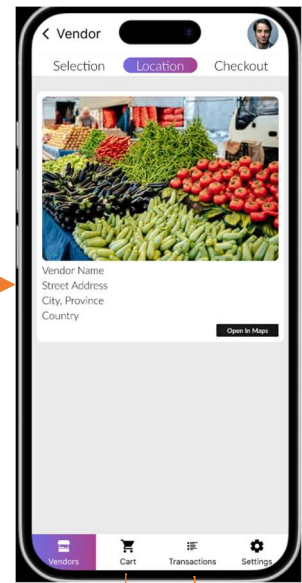 Vendor
Selection Location Checkout
Vendor Name
Street Address
City, Province
Country
Open In Maps
Vendors Cart Transactions Settings